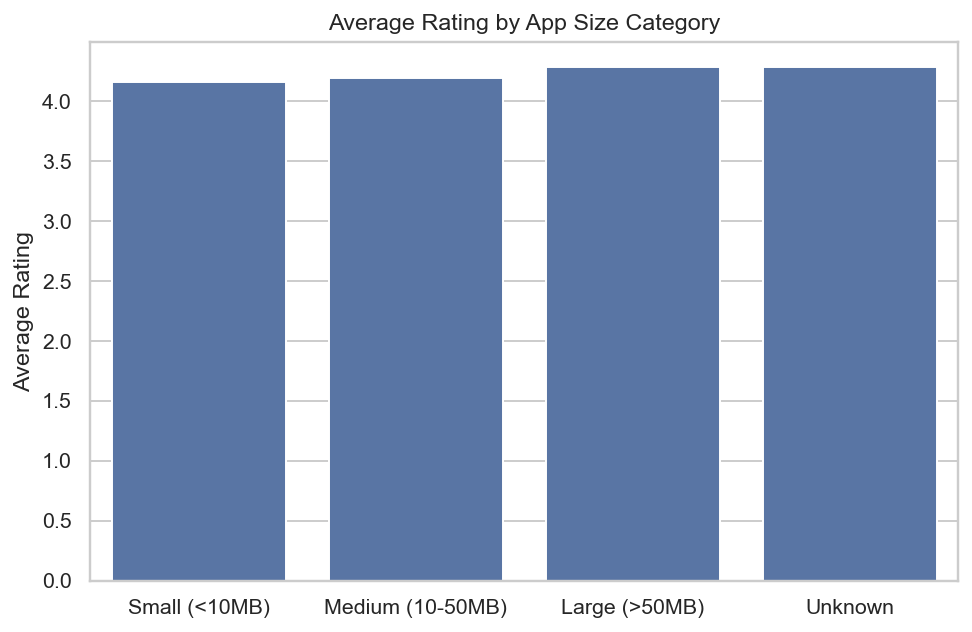 Average Rating by App Size Category
Average Rating
4.0
3.5
3.0
2.5
2.0
1.5
1.0
0.5
0.0
Small (<10MB)
Medium (10-50MB)
Large (>50MB)
Unknown